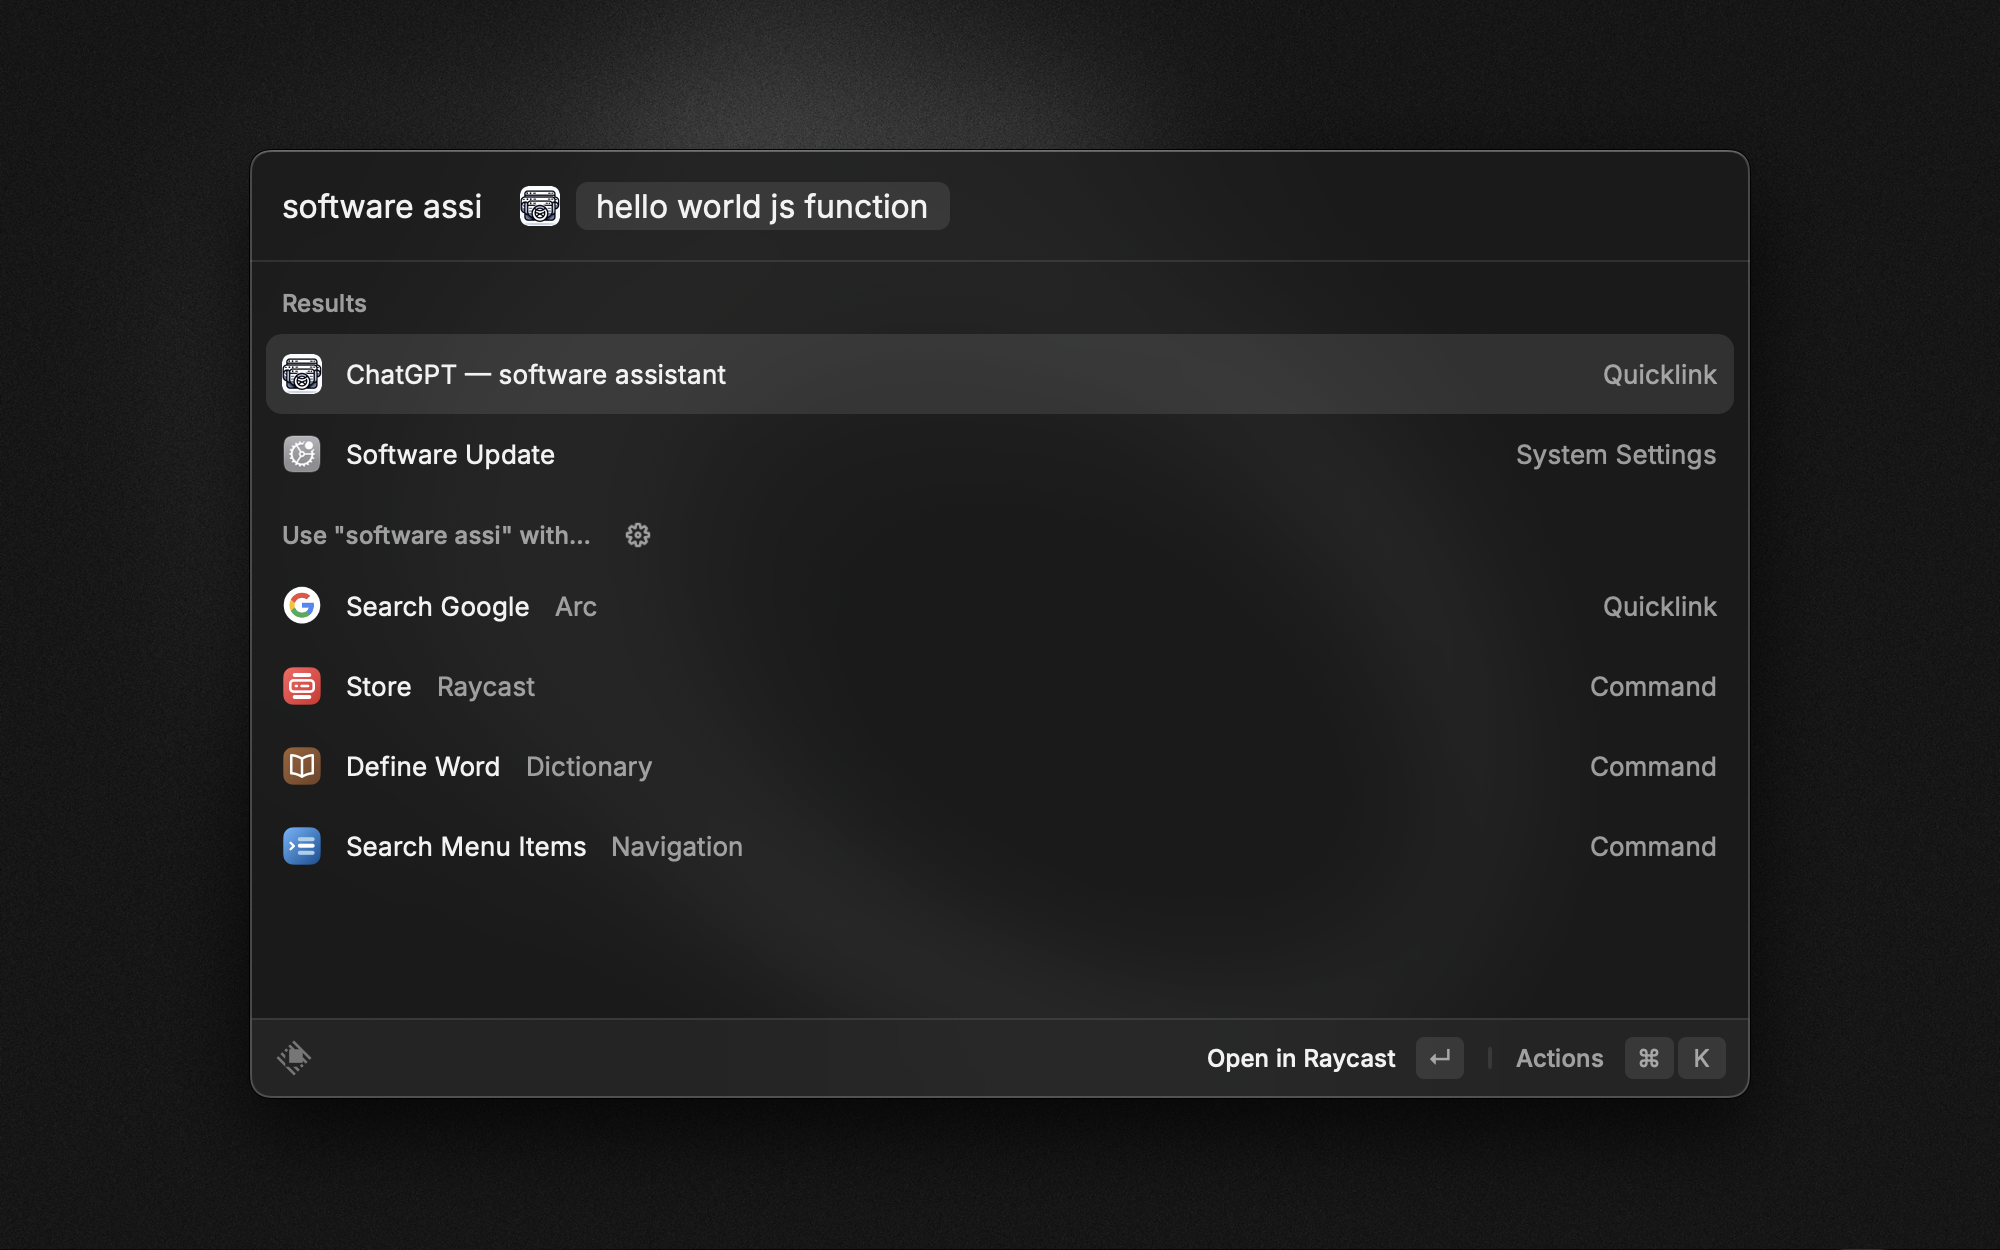 software assi hello world js function
Results
ChatGPT — software assistant Quicklink
Software Update System Settings
Use "software assi" with...
Search Google Arc Quicklink
Store Raycast Command
Define Word Dictionary Command
Search Menu Items Navigation Command
Open in Raycast ↵ Actions ⌘ K